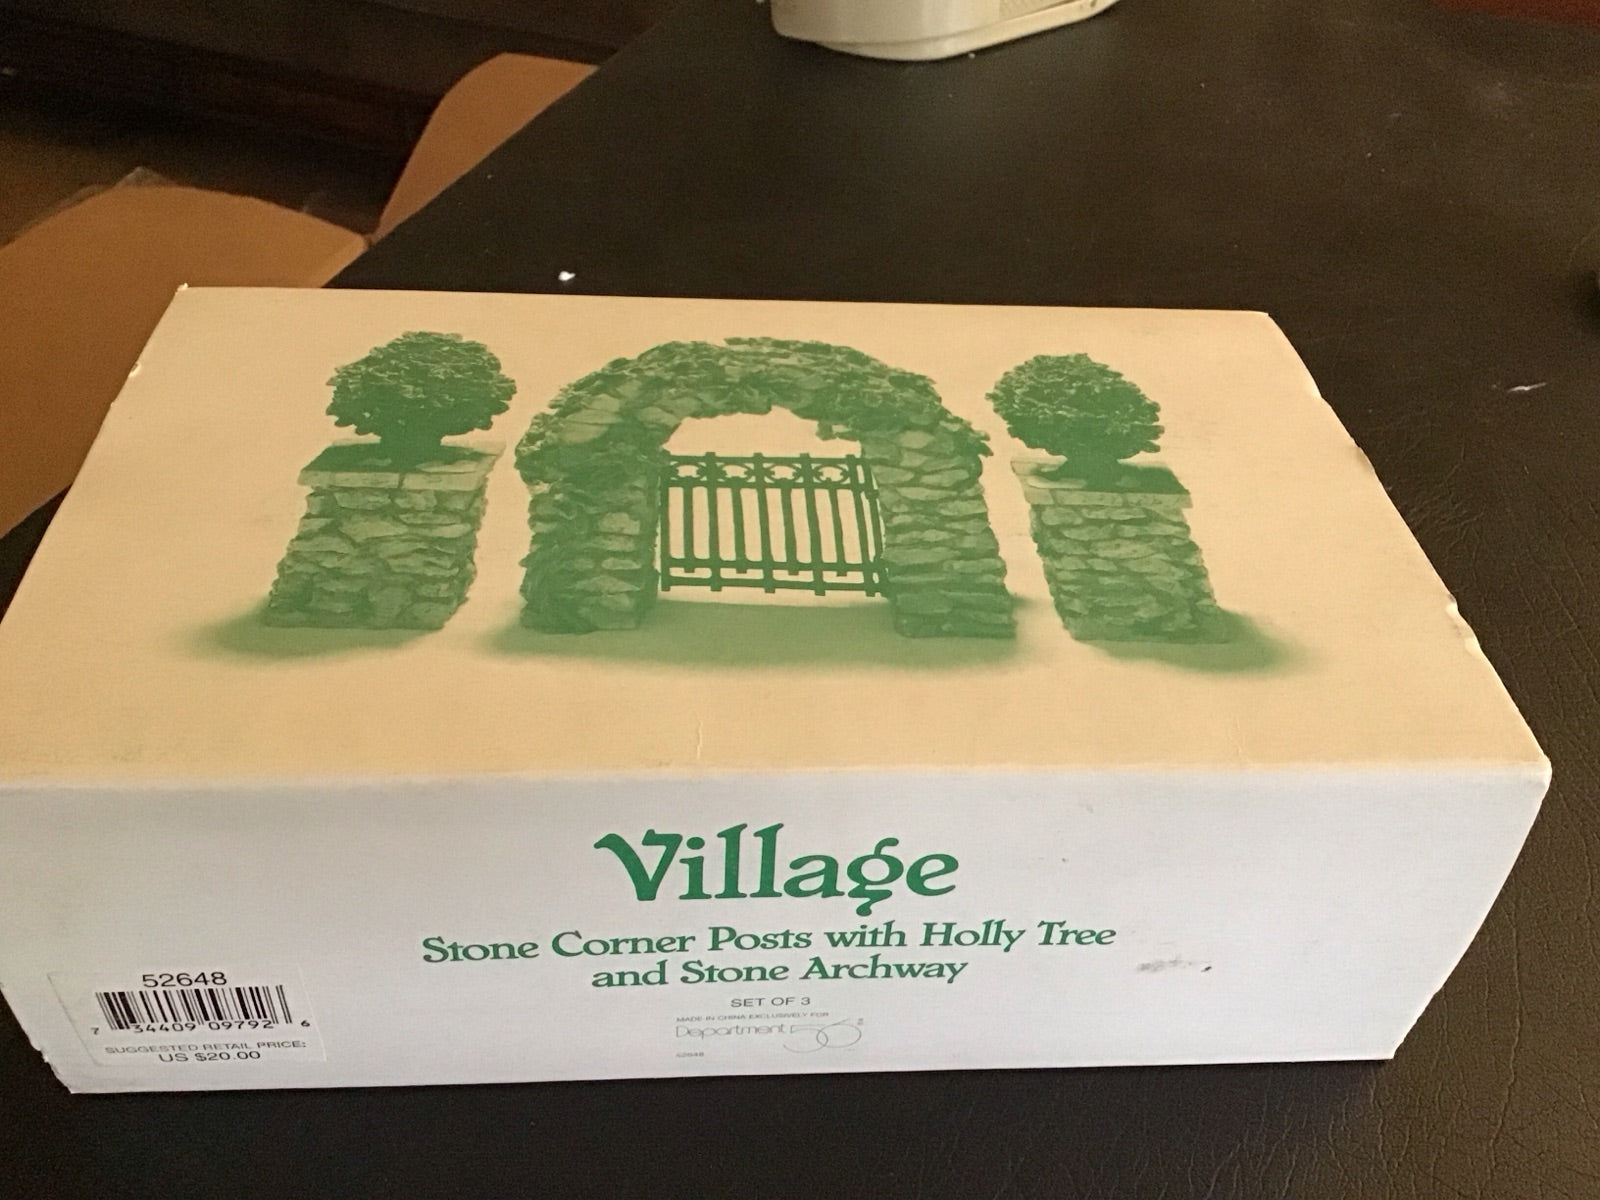 Village
Stone Corner Posts with Holly Tree
and Stone Archway
SET OF 3
MADE IN CHINA EXCLUSIVELY FOR
Department 56®
52648
52648
7 34409 09792 6
SUGGESTED RETAIL PRICE:
US $20.00